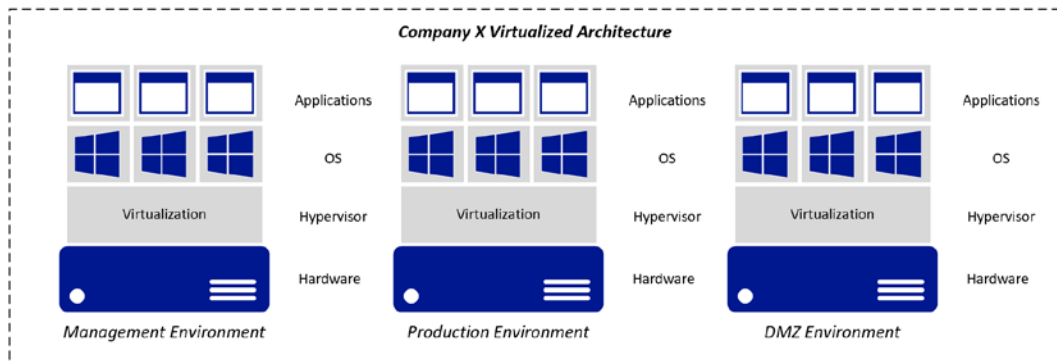 Company X Virtualized Architecture
Applications
Applications
Applications
OS
OS
OS
Virtualization
Hypervisor
Virtualization
Hypervisor
Virtualization
Hypervisor
Hardware
Hardware
Hardware
Management Environment
Production Environment
DMZ Environment